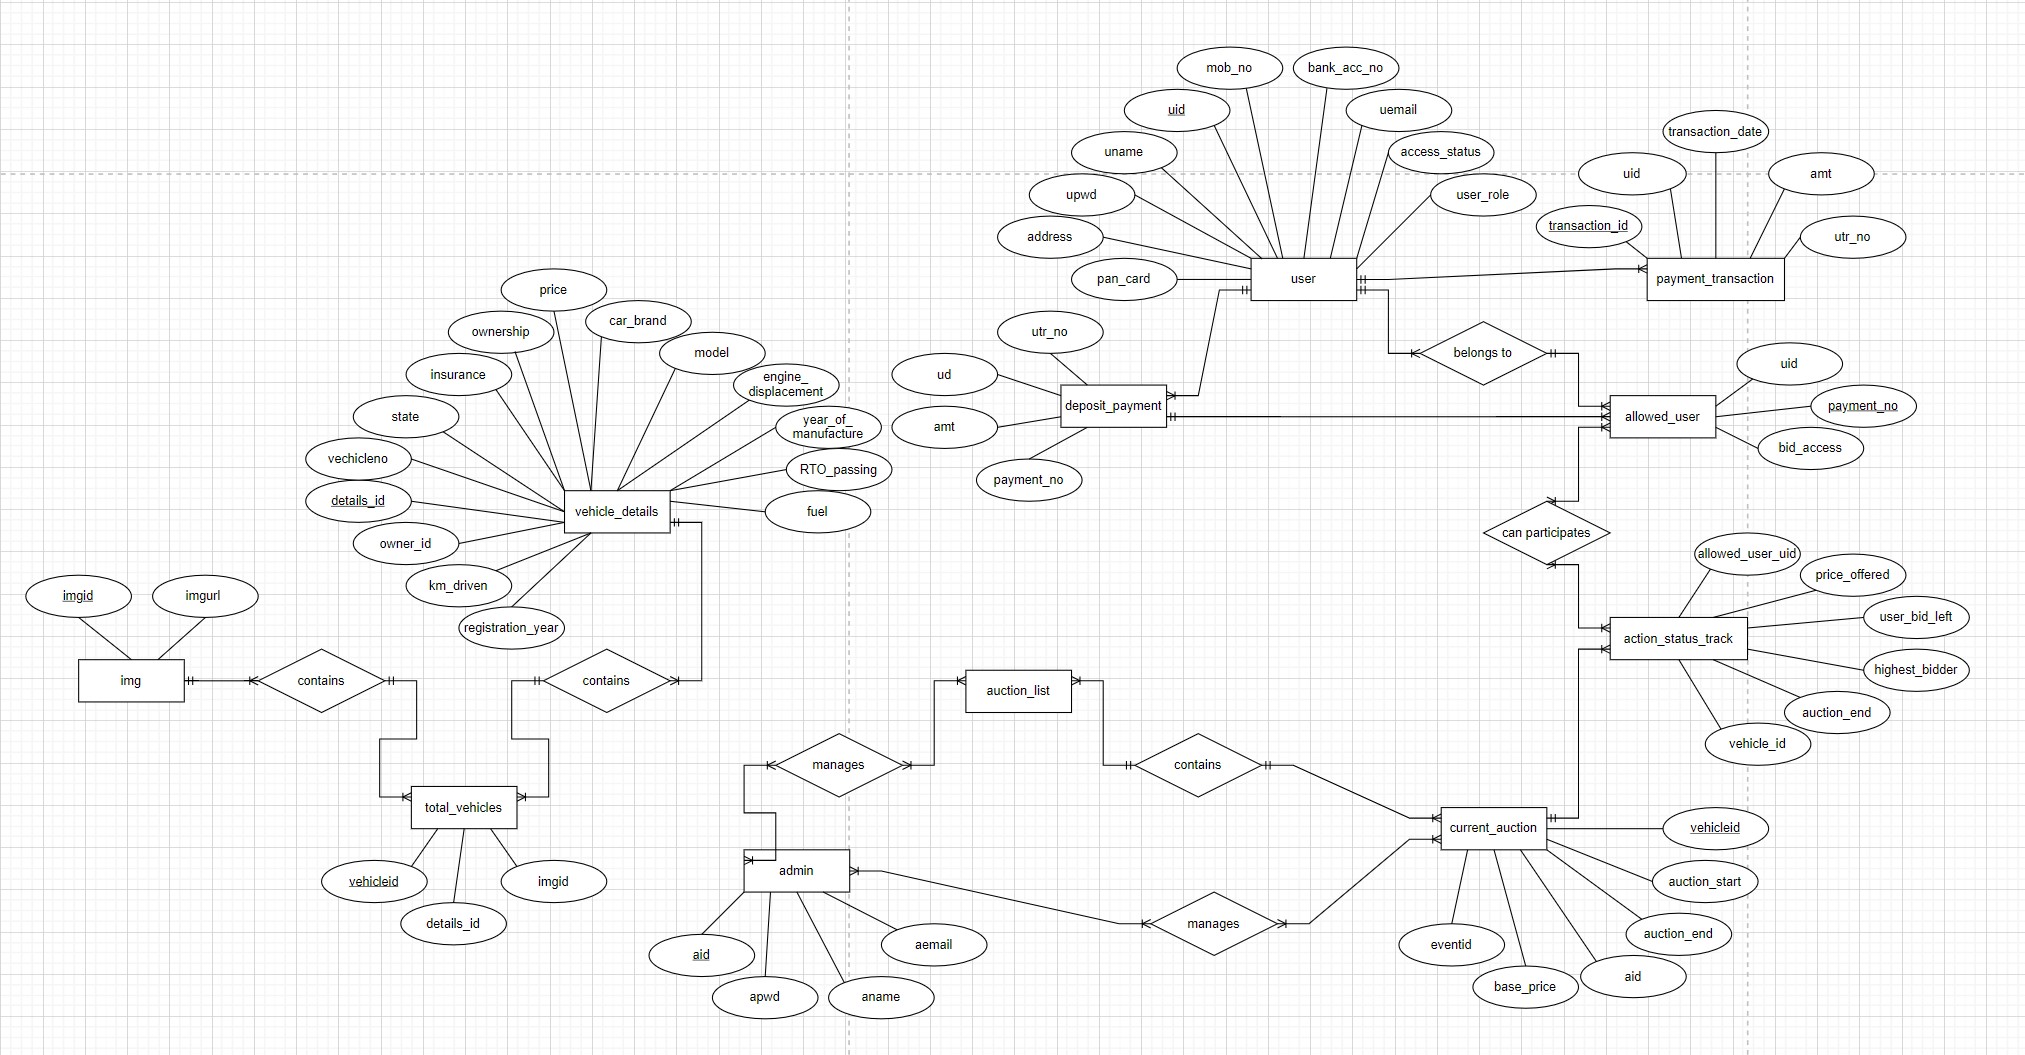 mob_no
bank_acc_no
uid
uemail
transaction_date
uname
access_status
uid
amt
upwd
user_role
transaction_id
address
utr_no
pan_card
user
payment_transaction
price
car_brand
ownership
utr_no
model
belongs to
insurance
engine_
displacement
ud
uid
state
deposit_payment
payment_no
year_of_
manufacture
amt
allowed_user
vechicleno
RTO_passing
bid_access
details_id
payment_no
vehicle_details
fuel
owner_id
can participates
km_driven
allowed_user_uid
price_offered
imgid
imgurl
registration_year
user_bid_left
action_status_track
img
contains
contains
auction_list
highest_bidder
auction_end
vehicle_id
manages
contains
total_vehicles
current_auction
vehicleid
vehicleid
imgid
admin
auction_start
details_id
manages
auction_end
aid
aemail
eventid
apwd
aname
base_price
aid